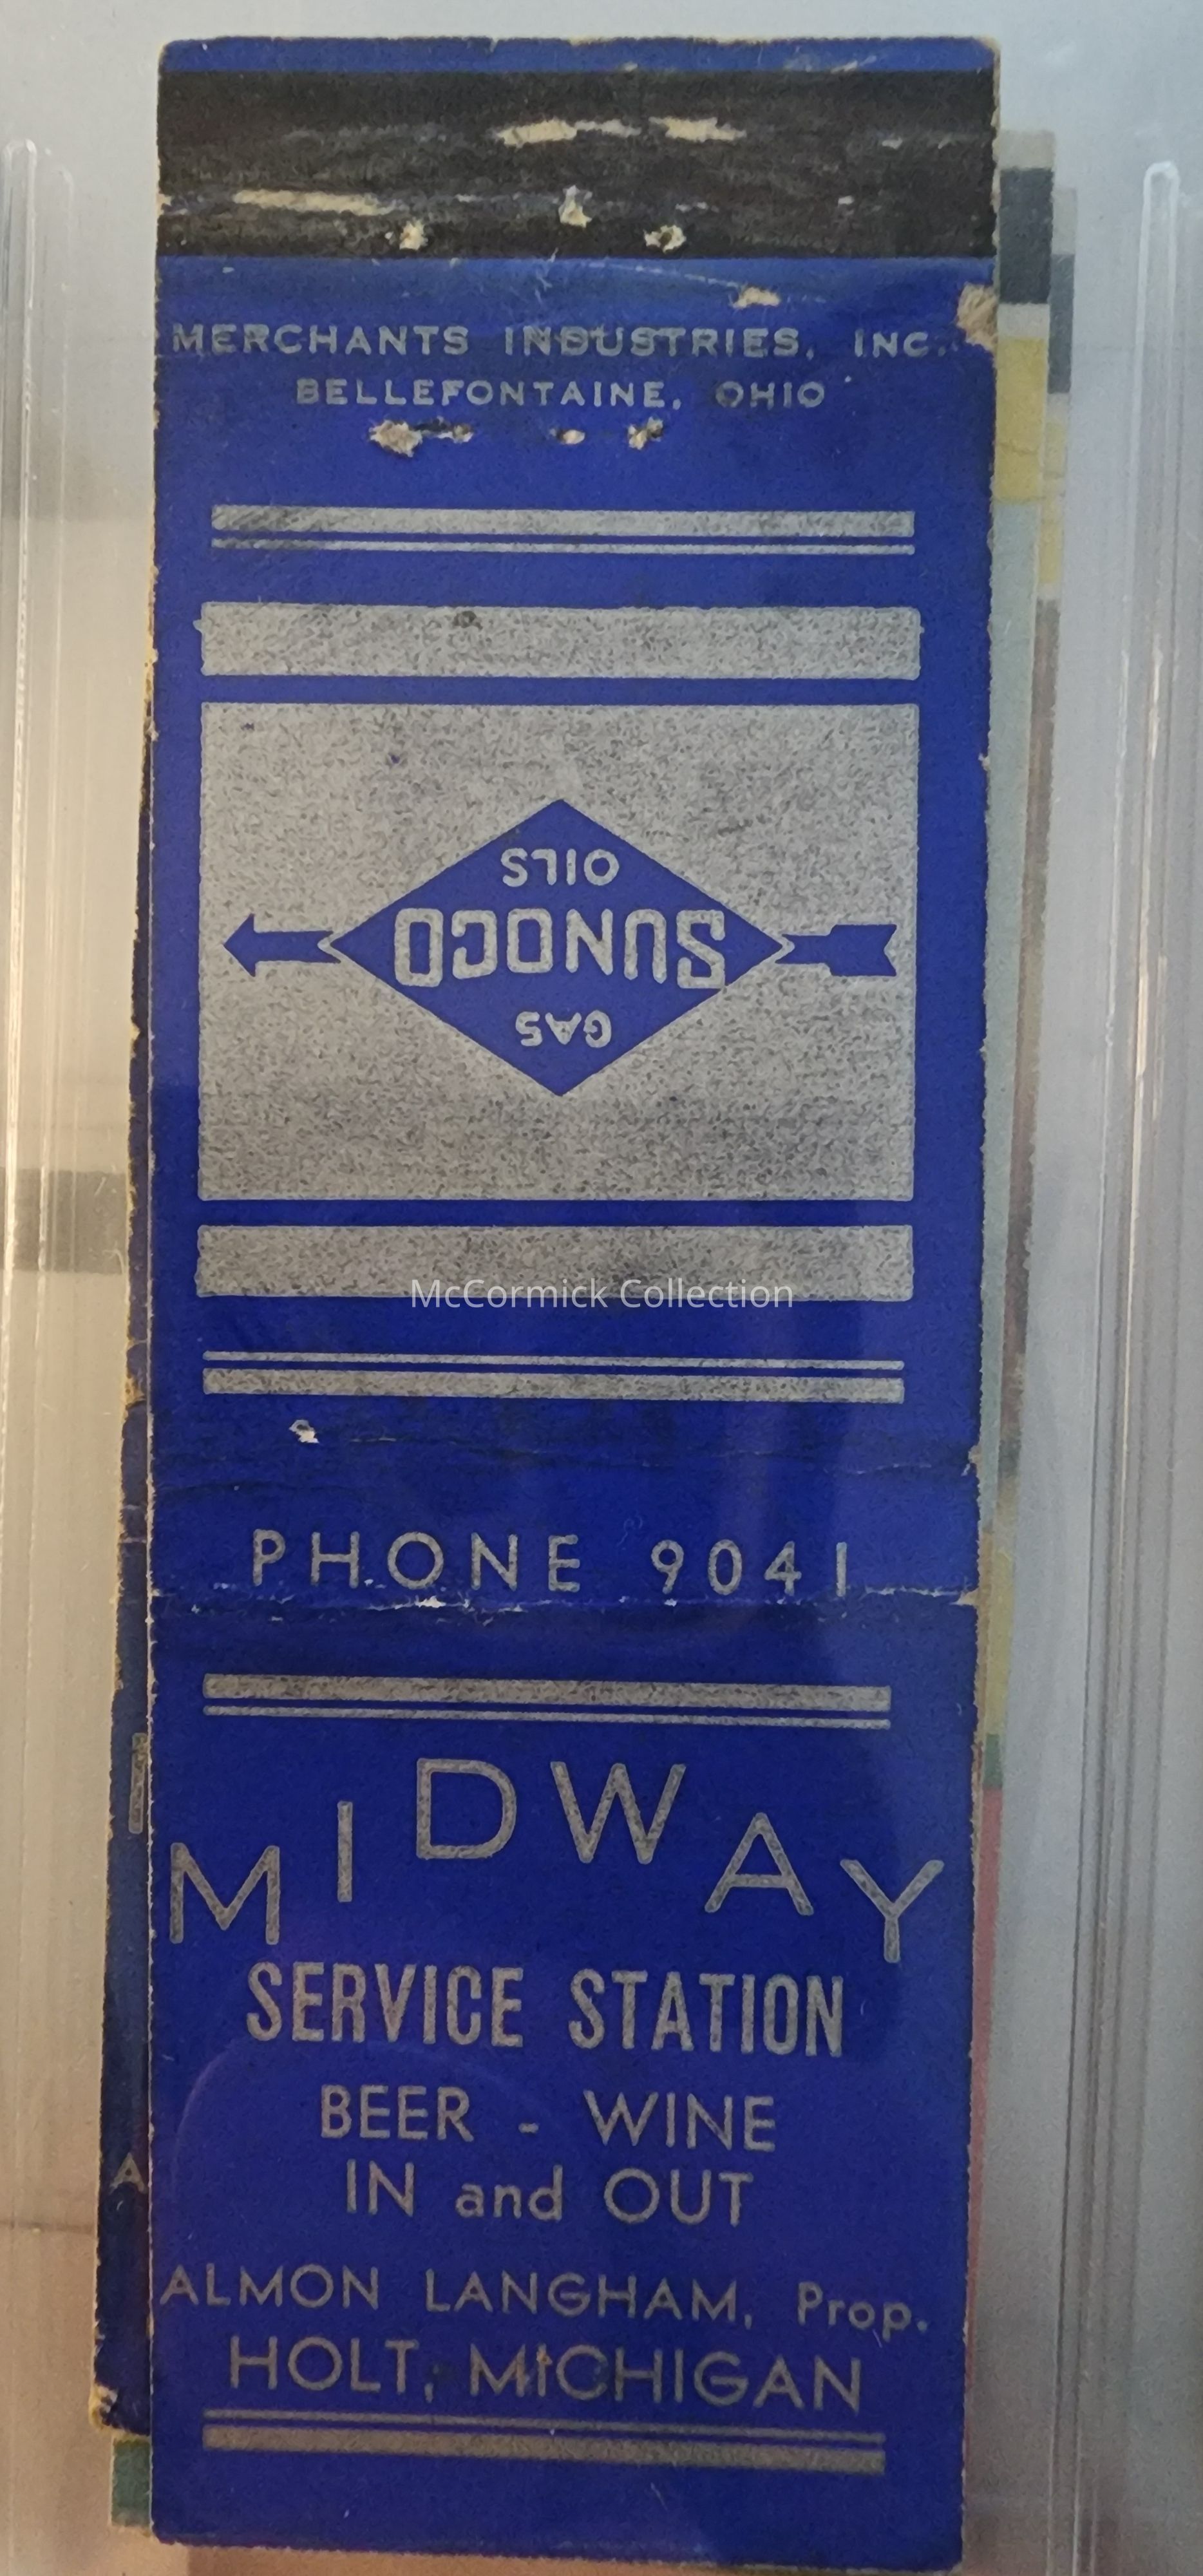 MERCHANTS INDUSTRIES, INC.
BELLEFONTAINE, OHIO
GAS
SUNOCO
OILS
McCormick Collection
PHONE 9041
MIDWAY
SERVICE STATION
BEER - WINE
IN and OUT
ALMON LANGHAM, Prop.
HOLT, MICHIGAN